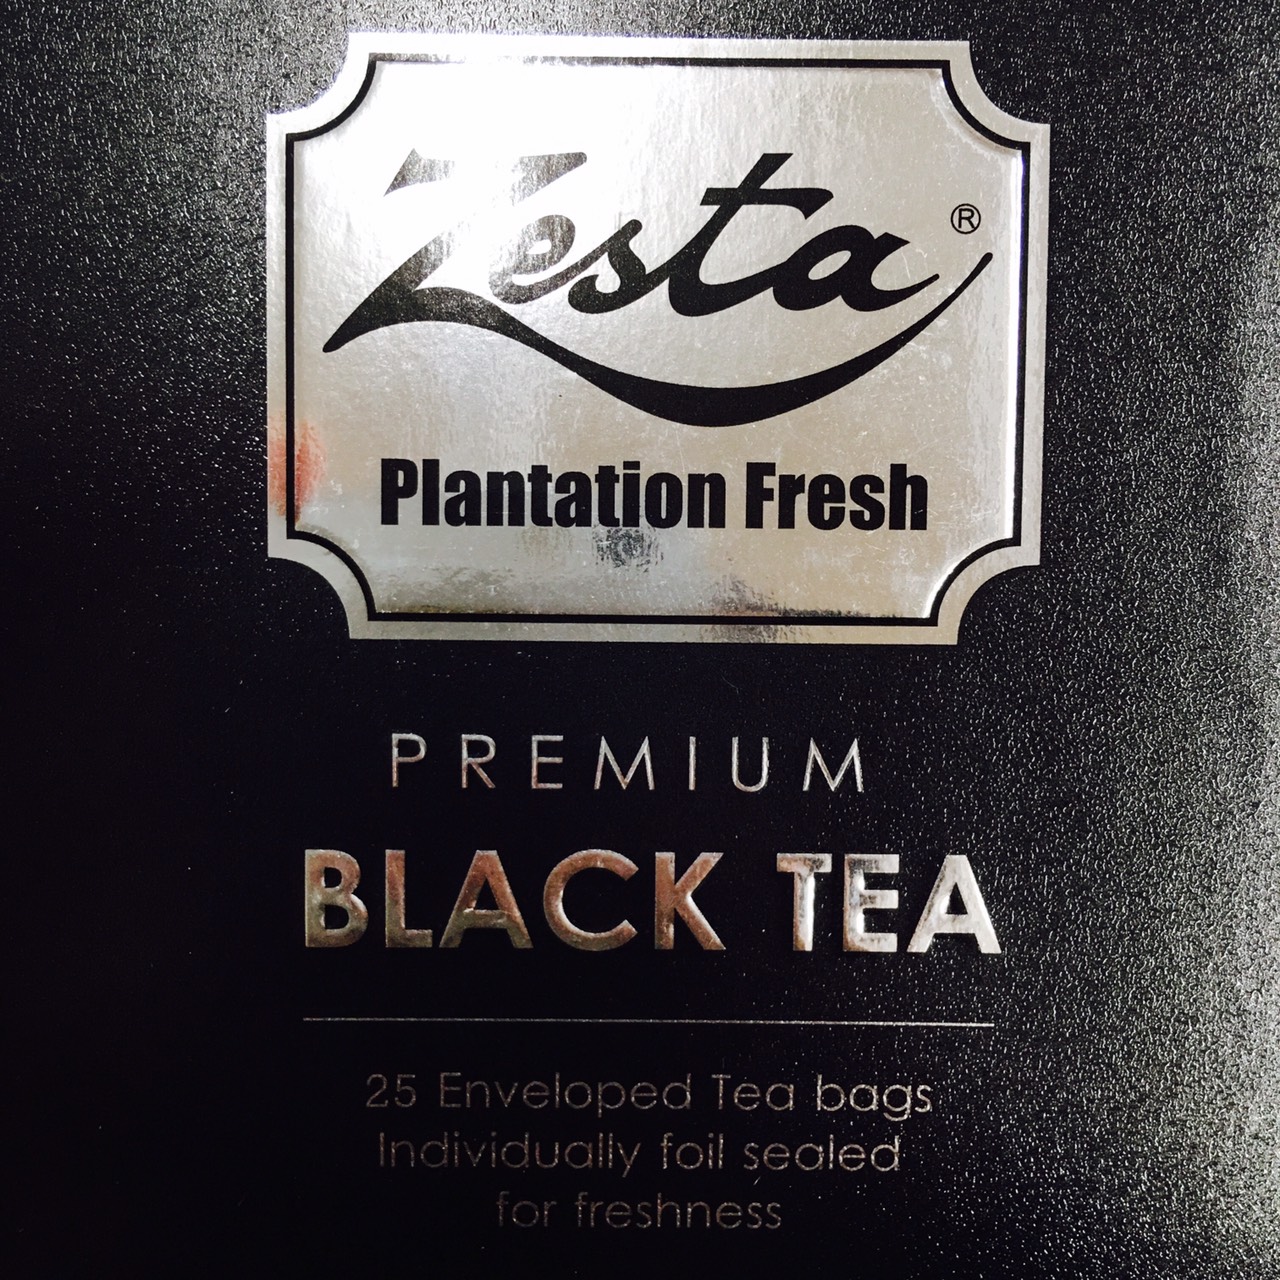 Zesta®
Plantation Fresh
PREMIUM
BLACK TEA
25 Enveloped Tea bags
Individually foil sealed
for freshness